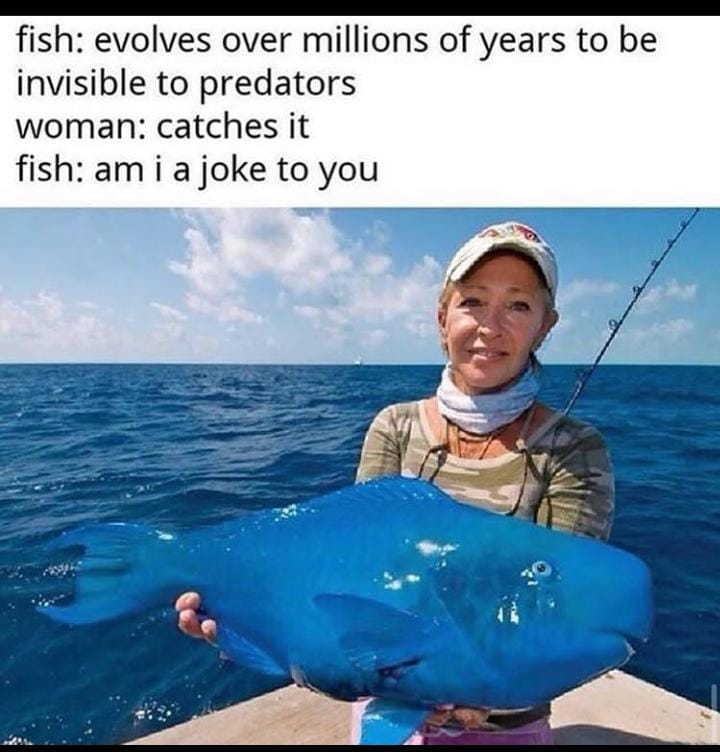 fish: evolves over millions of years to be
invisible to predators
woman: catches it
fish: am i a joke to you